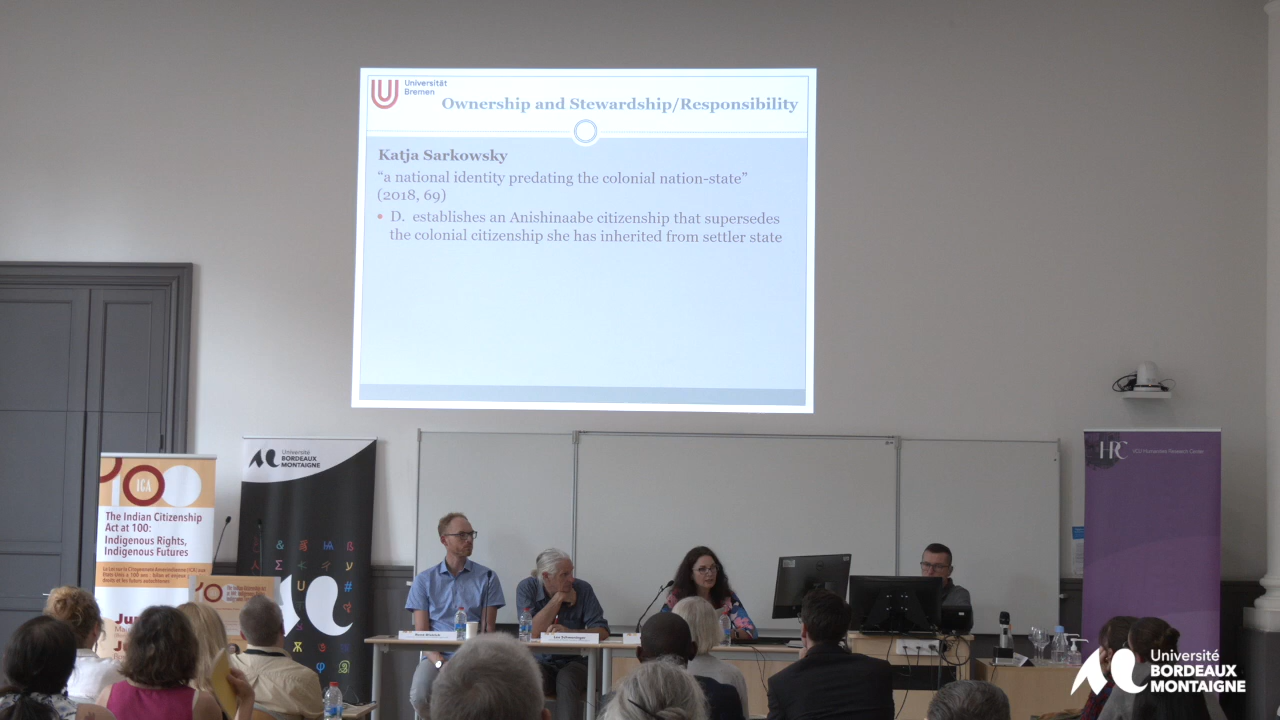 Universität
Bremen
Ownership and Stewardship/Responsibility
Katja Sarkowsky
“a national identity predating the colonial nation-state”
(2018, 69)
• D. establishes an Anishinaabe citizenship that supersedes
the colonial citizenship she has inherited from settler state
ICA
The Indian Citizenship
Act at 100:
Indigenous Rights,
Indigenous Futures
Université
BORDEAUX
MONTAIGNE
HRC
Université
BORDEAUX
MONTAIGNE